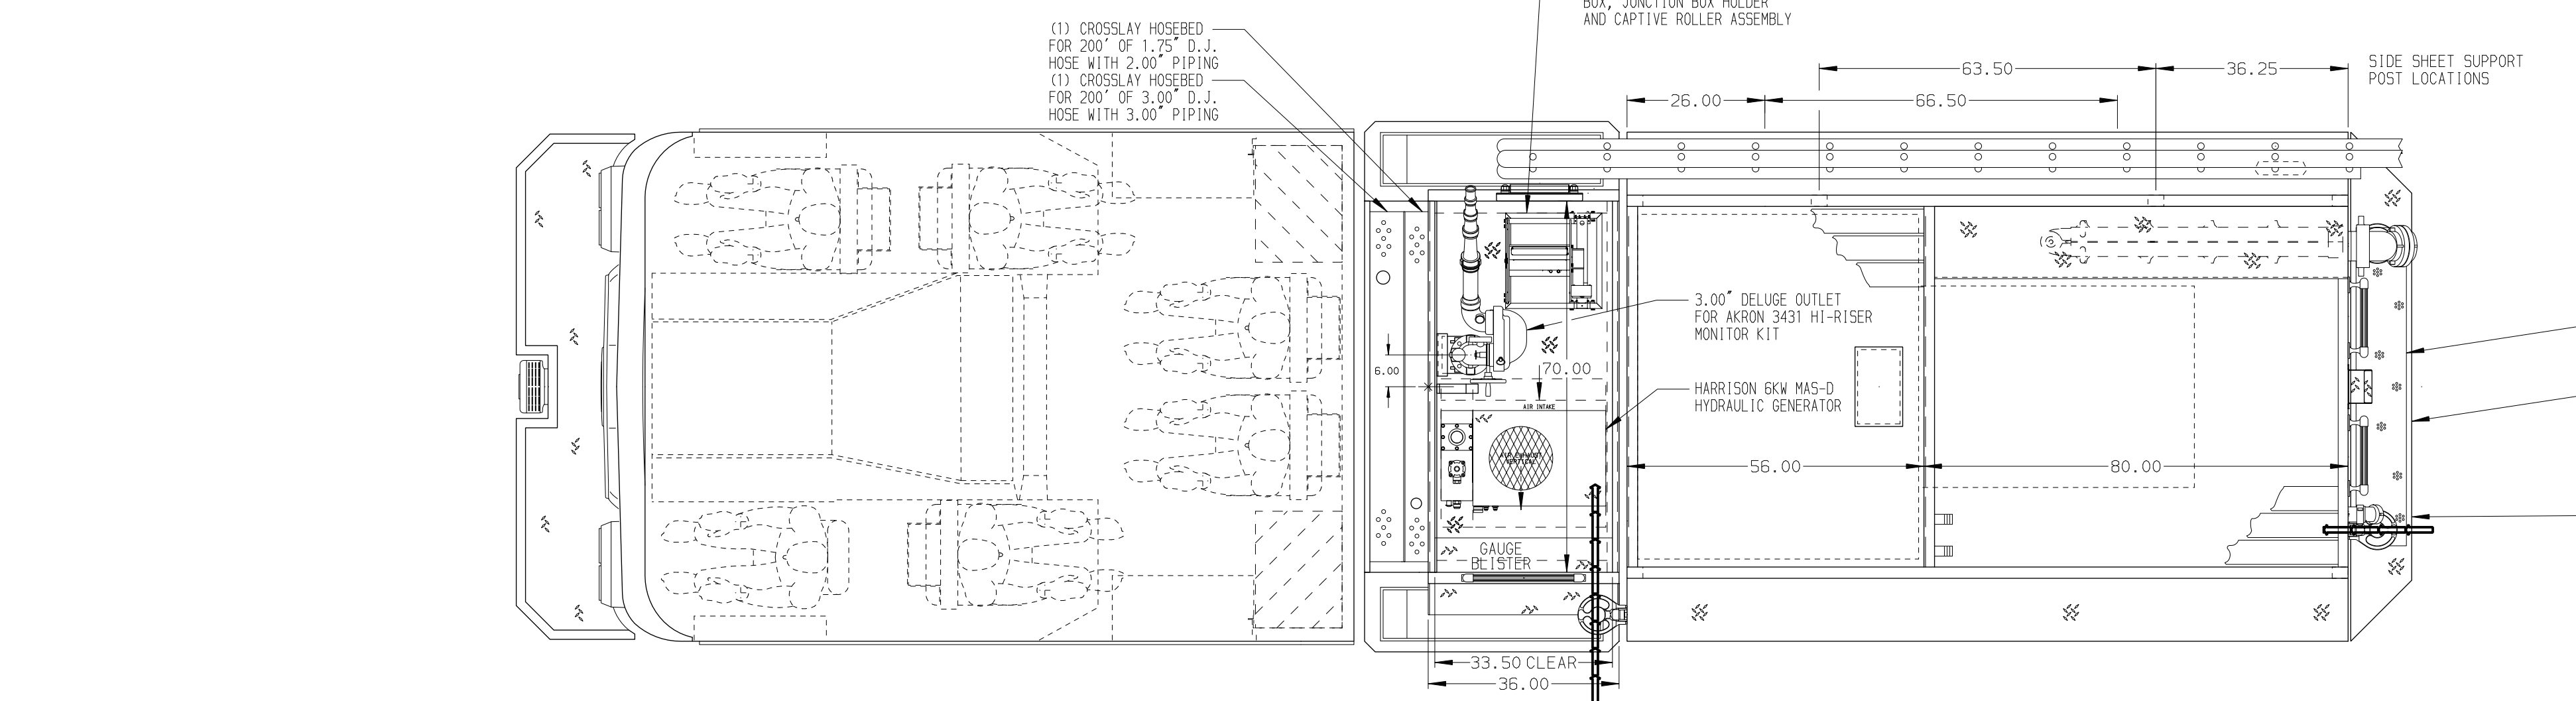 BOX, JUNCTION BOX HOLDER
AND CAPTIVE ROLLER ASSEMBLY
(1) CROSSLAY HOSEBED
FOR 200' OF 1.75" D.J.
HOSE WITH 2.00" PIPING
(1) CROSSLAY HOSEBED
FOR 200' OF 3.00" D.J.
HOSE WITH 3.00" PIPING
63.50
36.25
SIDE SHEET SUPPORT
POST LOCATIONS
26.00
66.50
3.00" DELUGE OUTLET
FOR AKRON 3431 HI-RISER
MONITOR KIT
6.00
70.00
HARRISON 6KW MAS-D
HYDRAULIC GENERATOR
AIR INTAKE
AIR EXHAUST
VERTICAL
56.00
80.00
GAUGE
BLISTER
33.50 CLEAR
36.00